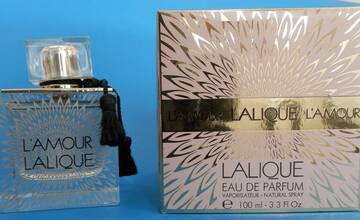 L'AMOUR
LALIQUE
L'AMOUR LALIQUE L'AMOUR
LALIQUE
EAU DE PARFUM
VAPORISATEUR - NATURAL SPRAY
℮ 100 ml - 3.3 Fl Oz